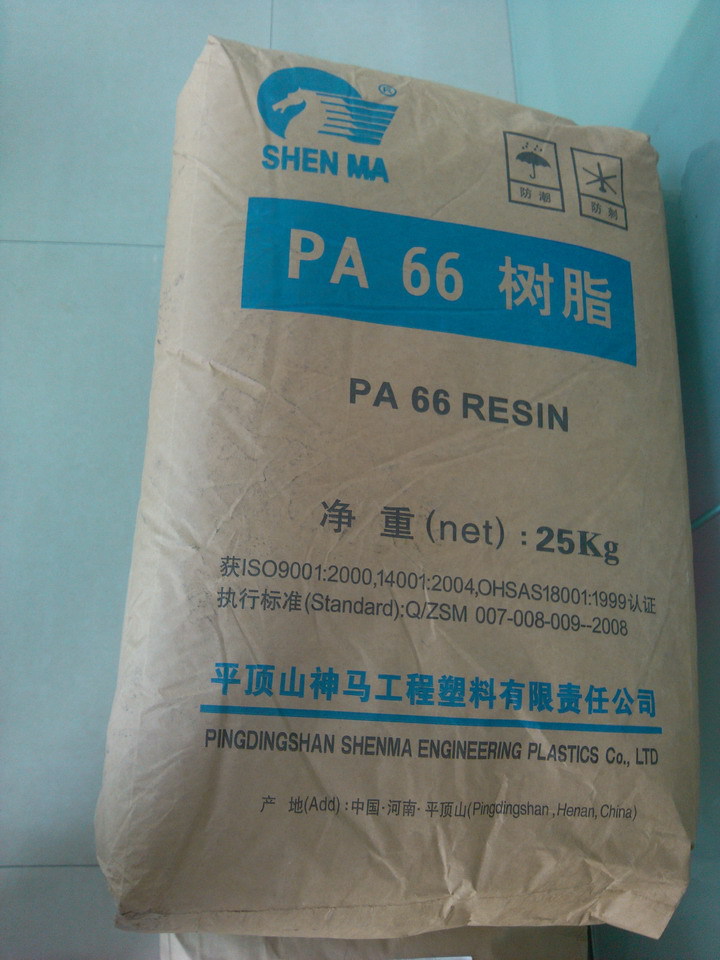 ®
SHEN MA
防潮
防射
PA 66 树脂
PA 66 RESIN
净 重(net) : 25Kg
获ISO9001:2000,14001:2004,OHSAS18001:1999认证
执行标准(Standard):Q/ZSM 007-008-009--2008
平顶山神马工程塑料有限责任公司
PINGDINGSHAN SHENMA ENGINEERING PLASTICS Co., LTD
产 地(Add) : 中国·河南·平顶山(Pingdingshan ,Henan,China)